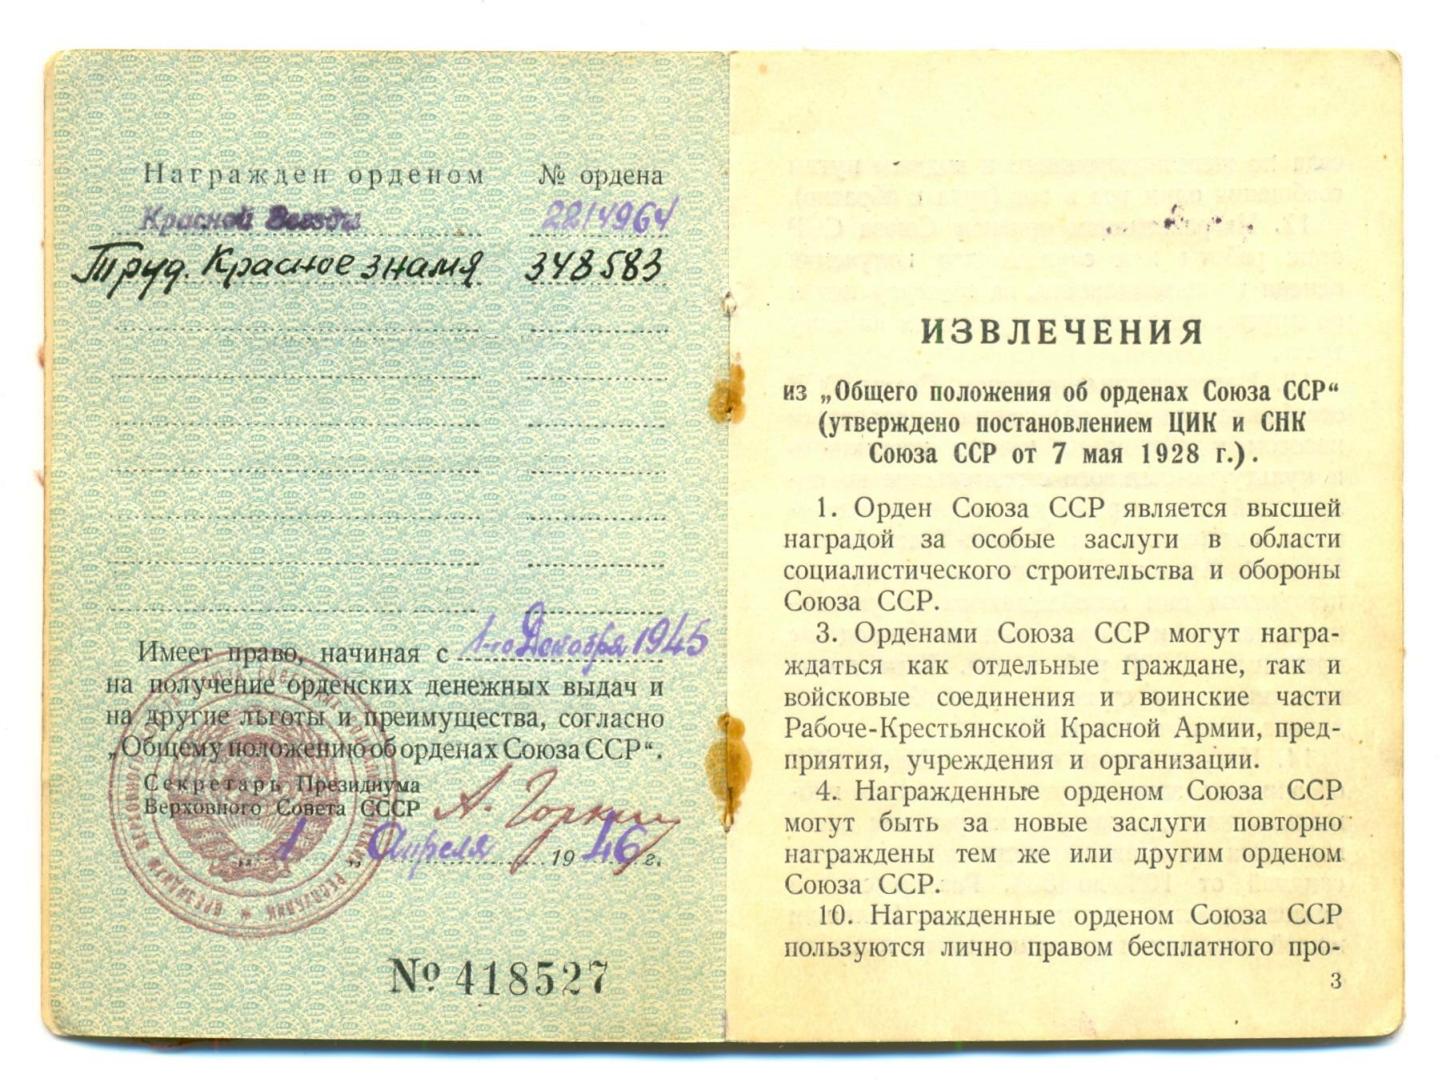 Награжден орденом № ордена
Красной Звезды 2214964
Труд. Красное знамя 348583
Имеет право, начиная с 1-го Декабря 1945
на получение орденских денежных выдач и
на другие льготы и преимущества, согласно
„Общему положению об орденах Союза ССР“.
Секретарь Президиума
Верховного Совета СССР А. Горкин
1 „ Апреля 1946 г.
№ 418527
ИЗВЛЕЧЕНИЯ
из „Общего положения об орденах Союза ССР“
(утверждено постановлением ЦИК и СНК
Союза ССР от 7 мая 1928 г.).
1. Орден Союза ССР является высшей
наградой за особые заслуги в области
социалистического строительства и обороны
Союза ССР.
3. Орденами Союза ССР могут награ-
ждаться как отдельные граждане, так и
войсковые соединения и воинские части
Рабоче-Крестьянской Красной Армии, пред-
приятия, учреждения и организации.
4. Награжденные орденом Союза ССР
могут быть за новые заслуги повторно
награждены тем же или другим орденом
Союза ССР.
10. Награжденные орденом Союза ССР
пользуются лично правом бесплатного про-
3